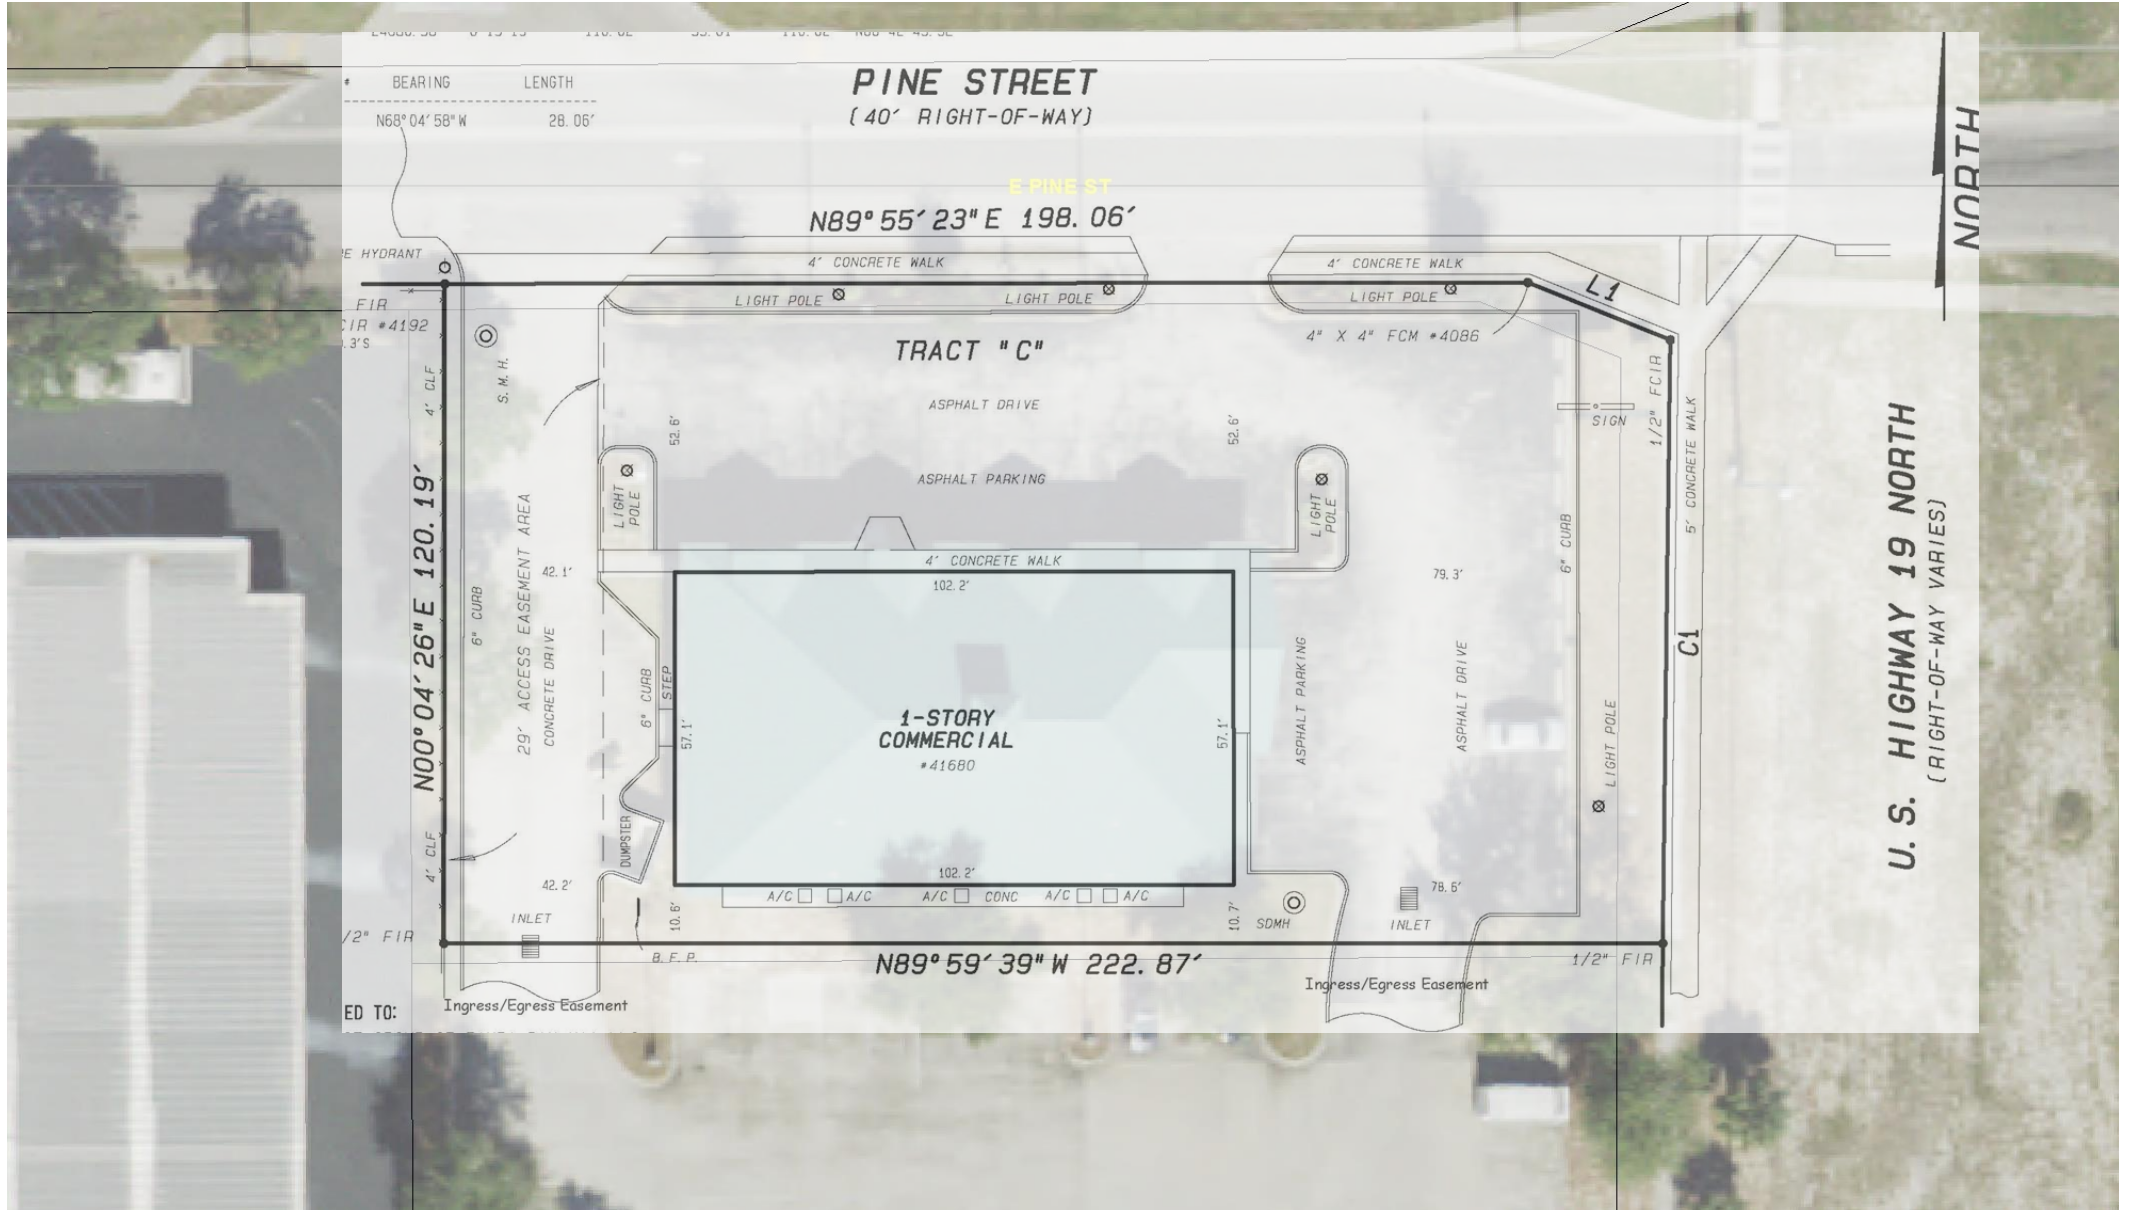 # BEARING LENGTH
N68°04'58"W 28.06'
PINE STREET
(40' RIGHT-OF-WAY)
E PINE ST
N89°55'23"E 198.06'
NORTH
HYDRANT
4' CONCRETE WALK
4' CONCRETE WALK
LIGHT POLE
LIGHT POLE
LIGHT POLE
L1
FIR
#4192
.3'S
4" X 4" FCM #4086
TRACT "C"
S.M.H.
4' CLF
1/2" FCIR
ASPHALT DRIVE
SIGN
52.6'
52.6'
5' CONCRETE WALK
ASPHALT PARKING
LIGHT
POLE
LIGHT
POLE
N00°04'26"E 120.19'
29' ACCESS EASEMENT AREA
CONCRETE DRIVE
6" CURB
42.1'
4' CONCRETE WALK
102.2'
79.3'
6" CURB
U.S. HIGHWAY 19 NORTH
(RIGHT-OF-WAY VARIES)
C1
6" CURB
STEP
57.1'
1-STORY
COMMERCIAL
#41680
57.1'
ASPHALT PARKING
ASPHALT DRIVE
LIGHT POLE
DUMPSTER
4' CLF
42.2'
102.2'
78.6'
A/C A/C A/C CONC A/C A/C
INLET
10.6'
10.7'
SDMH
INLET
/2" FIR
B.F.P.
N89°59'39"W 222.87'
1/2" FIR
Ingress/Egress Easement
Ingress/Egress Easement
ED TO: